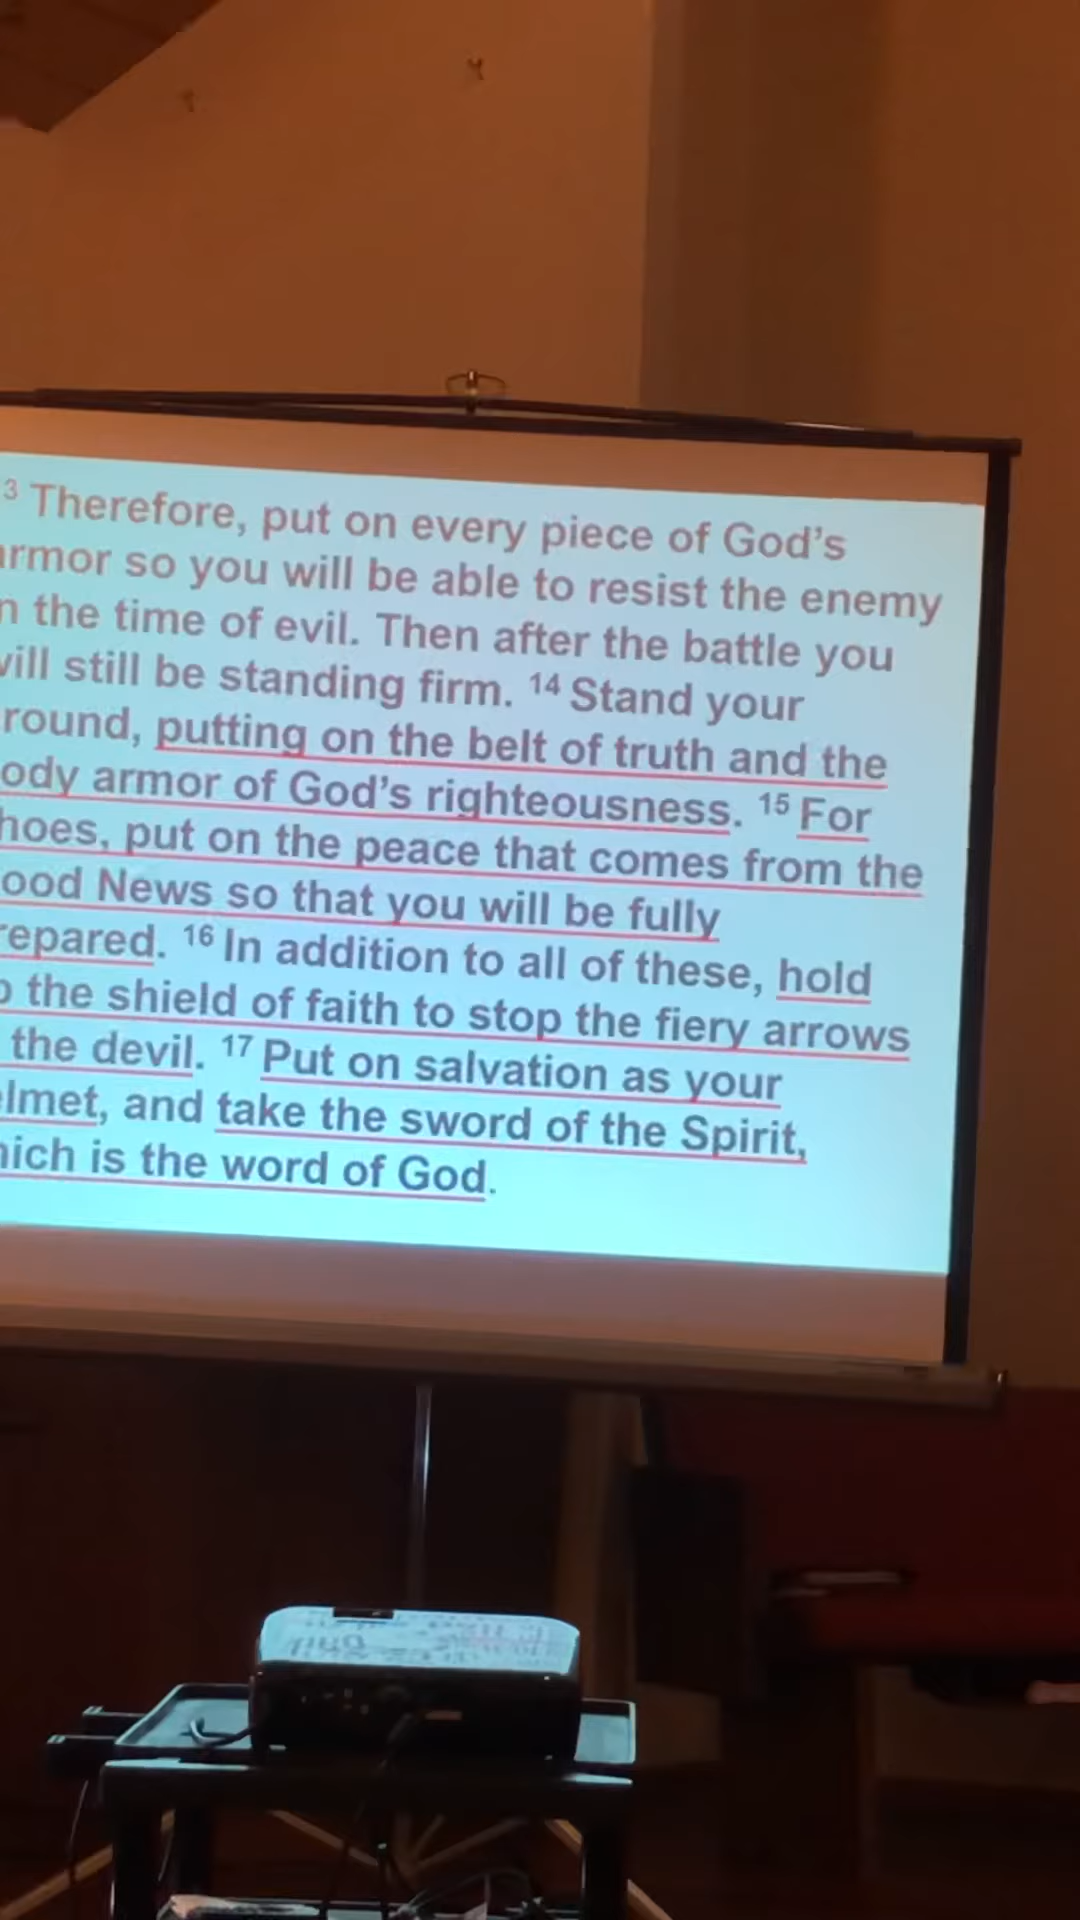 3 Therefore, put on every piece of God's
armor so you will be able to resist the enemy
n the time of evil. Then after the battle you
will still be standing firm. 14 Stand your
round, putting on the belt of truth and the
ody armor of God's righteousness. 15 For
hoes, put on the peace that comes from the
ood News so that you will be fully
repared. 16 In addition to all of these, hold
p the shield of faith to stop the fiery arrows
the devil. 17 Put on salvation as your
elmet, and take the sword of the Spirit,
hich is the word of God.